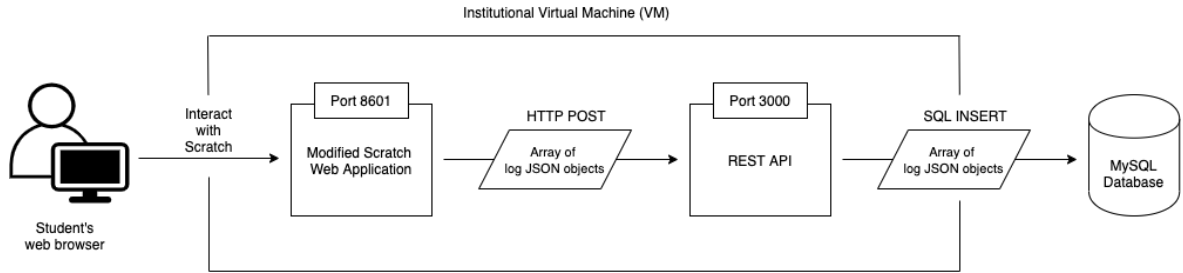 Institutional Virtual Machine (VM)
Student's
web browser
Interact
with
Scratch
Port 8601
Modified Scratch
Web Application
HTTP POST
Array of
log JSON objects
Port 3000
REST API
SQL INSERT
Array of
log JSON objects
MySQL
Database